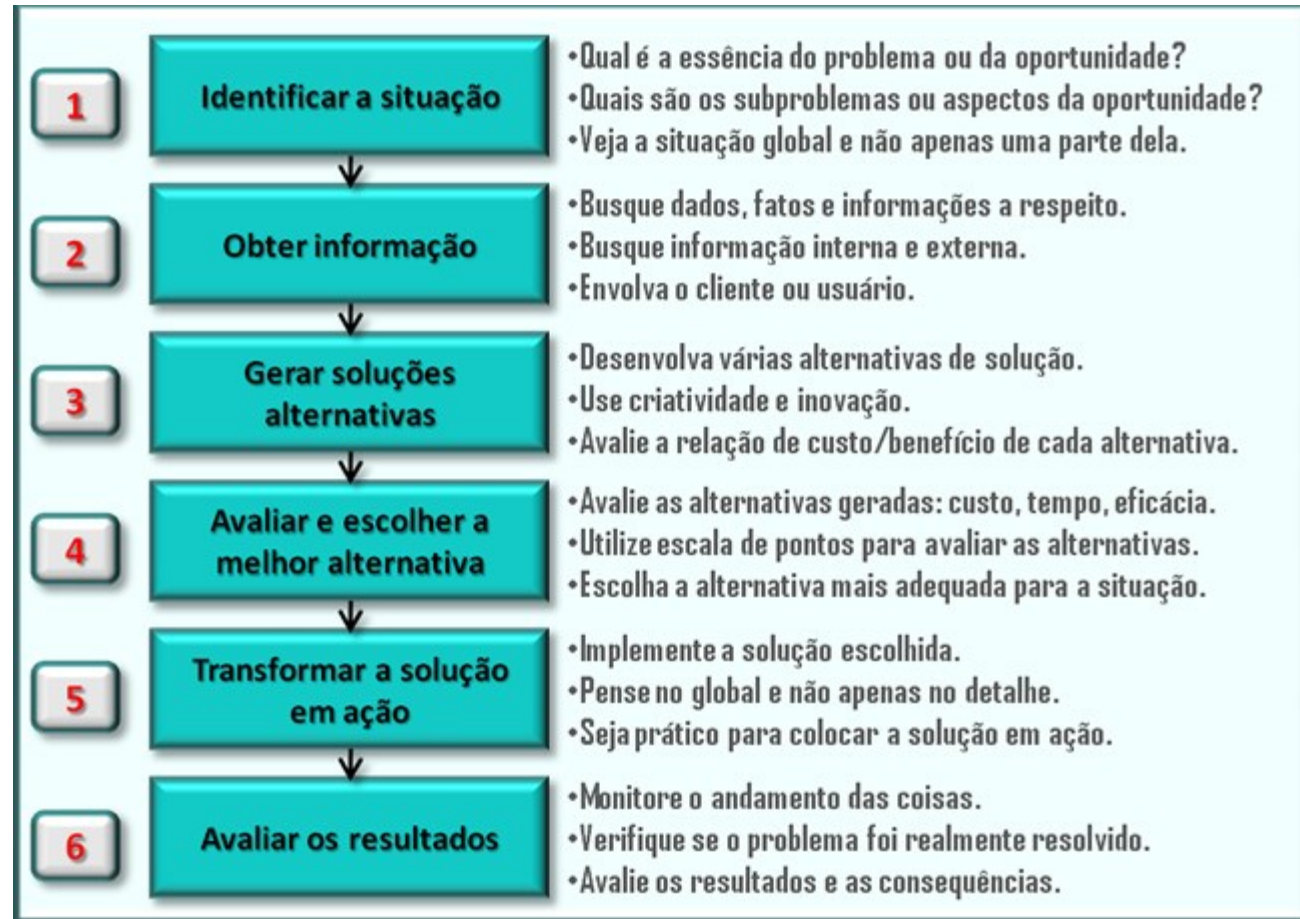 1
Identificar a situação
•Qual é a essência do problema ou da oportunidade?
•Quais são os subproblemas ou aspectos da oportunidade?
•Veja a situação global e não apenas uma parte dela.
2
Obter informação
•Busque dados, fatos e informações a respeito.
•Busque informação interna e externa.
•Envolva o cliente ou usuário.
3
Gerar soluções
alternativas
•Desenvolva várias alternativas de solução.
•Use criatividade e inovação.
•Avalie a relação de custo/benefício de cada alternativa.
4
Avaliar e escolher a
melhor alternativa
•Avalie as alternativas geradas: custo, tempo, eficácia.
•Utilize escala de pontos para avaliar as alternativas.
•Escolha a alternativa mais adequada para a situação.
5
Transformar a solução
em ação
•Implemente a solução escolhida.
•Pense no global e não apenas no detalhe.
•Seja prático para colocar a solução em ação.
6
Avaliar os resultados
•Monitore o andamento das coisas.
•Verifique se o problema foi realmente resolvido.
•Avalie os resultados e as consequências.